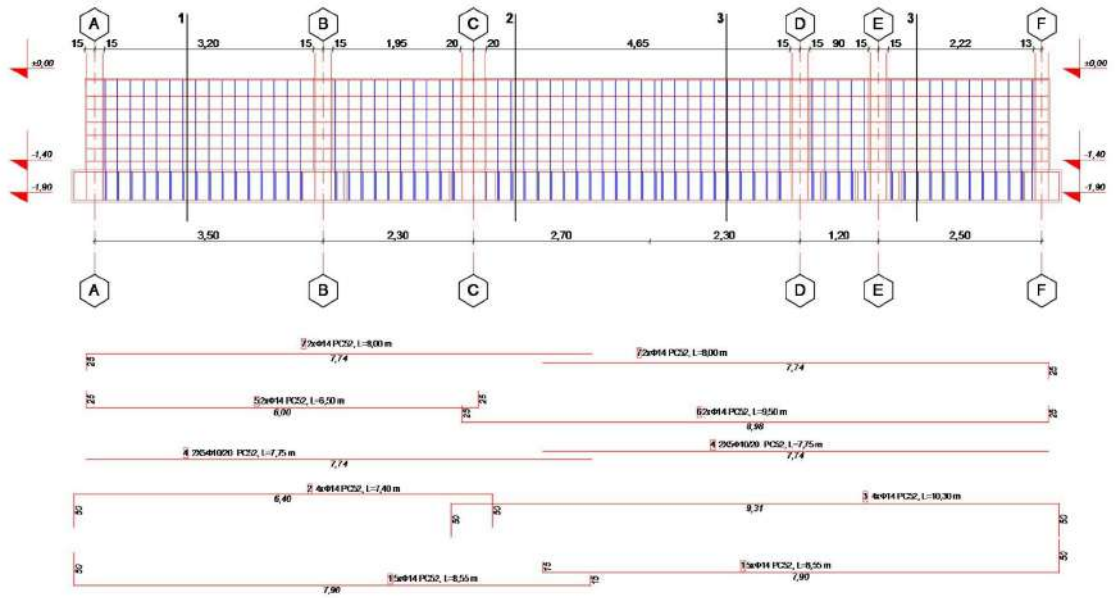 A B C D E F
1 2 3 3
15 15 3,20 15 15 1,95 20 20 4,65 15 15 90 15 15 2,22 13
±0,00 ±0,00
-1,40 -1,40
-1,90 -1,90
3,50 2,30 2,70 2,30 1,20 2,50
A B C D E F
7 2xΦ14 PC52, L=8,00 m
25 7,74
7 2xΦ14 PC52, L=8,00 m
7,74 25
25 5 2xΦ14 PC52, L=6,50 m 25
6,00
25 6 2xΦ14 PC52, L=9,50 m 25
8,98
4 2X5Φ10/20 PC52, L=7,75 m
7,74
4 2X5Φ10/20 PC52, L=7,75 m
7,74
2 4xΦ14 PC52, L=7,40 m
50 6,40 50
3 4xΦ14 PC52, L=10,30 m
50 9,31 50
50 1 5xΦ14 PC52, L=8,55 m 15
7,90
15 1 5xΦ14 PC52, L=8,55 m 50
7,90